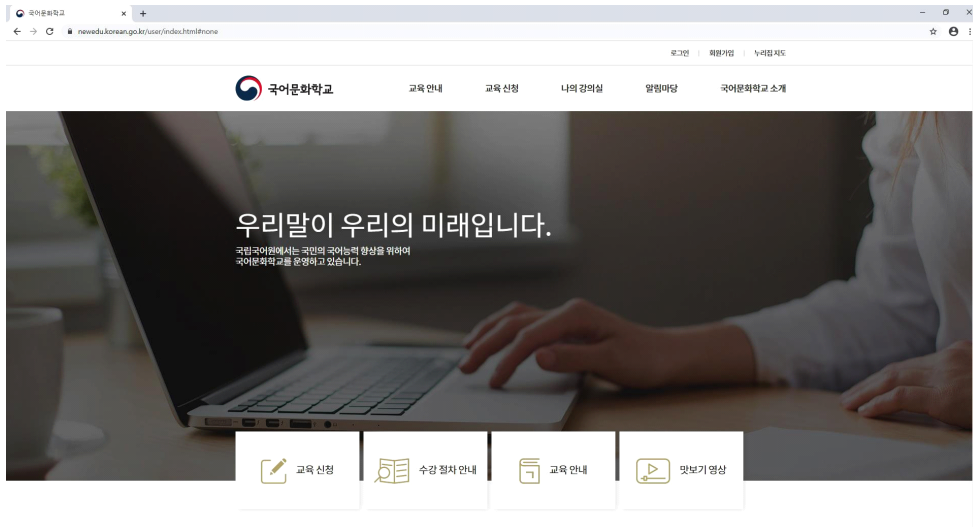 국어문화학교
newedu.korean.go.kr/user/index.html#none
로그인 회원가입 누리집 지도
국어문화학교 교육 안내 교육 신청 나의 강의실 알림마당 국어문화학교 소개
우리말이 우리의 미래입니다.
국립국어원에서는 국민의 국어능력 향상을 위하여
국어문화학교를 운영하고 있습니다.
교육 신청 수강 절차 안내 교육 안내 맛보기 영상